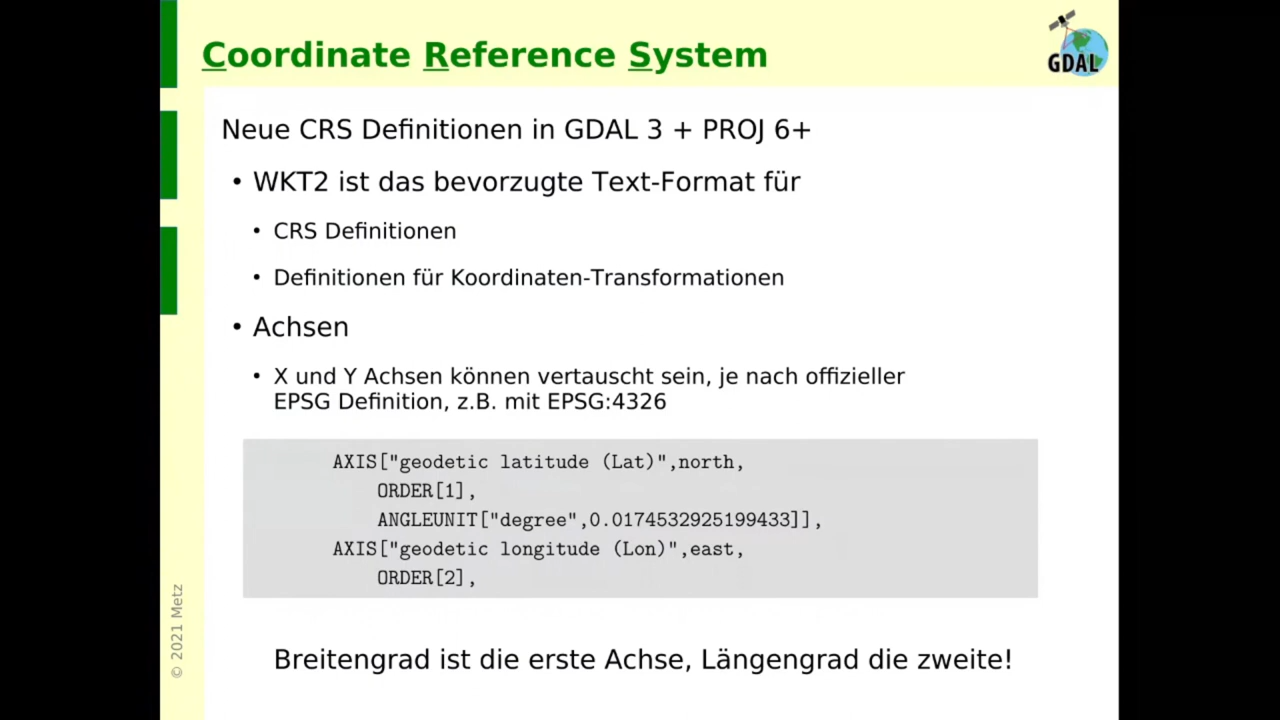 Coordinate Reference System
GDAL
Neue CRS Definitionen in GDAL 3 + PROJ 6+
• WKT2 ist das bevorzugte Text-Format für
• CRS Definitionen
• Definitionen für Koordinaten-Transformationen
• Achsen
• X und Y Achsen können vertauscht sein, je nach offizieller
EPSG Definition, z.B. mit EPSG:4326
AXIS["geodetic latitude (Lat)",north,
ORDER[1],
ANGLEUNIT["degree",0.0174532925199433]],
AXIS["geodetic longitude (Lon)",east,
ORDER[2],
Breitengrad ist die erste Achse, Längengrad die zweite!
© 2021 Metz